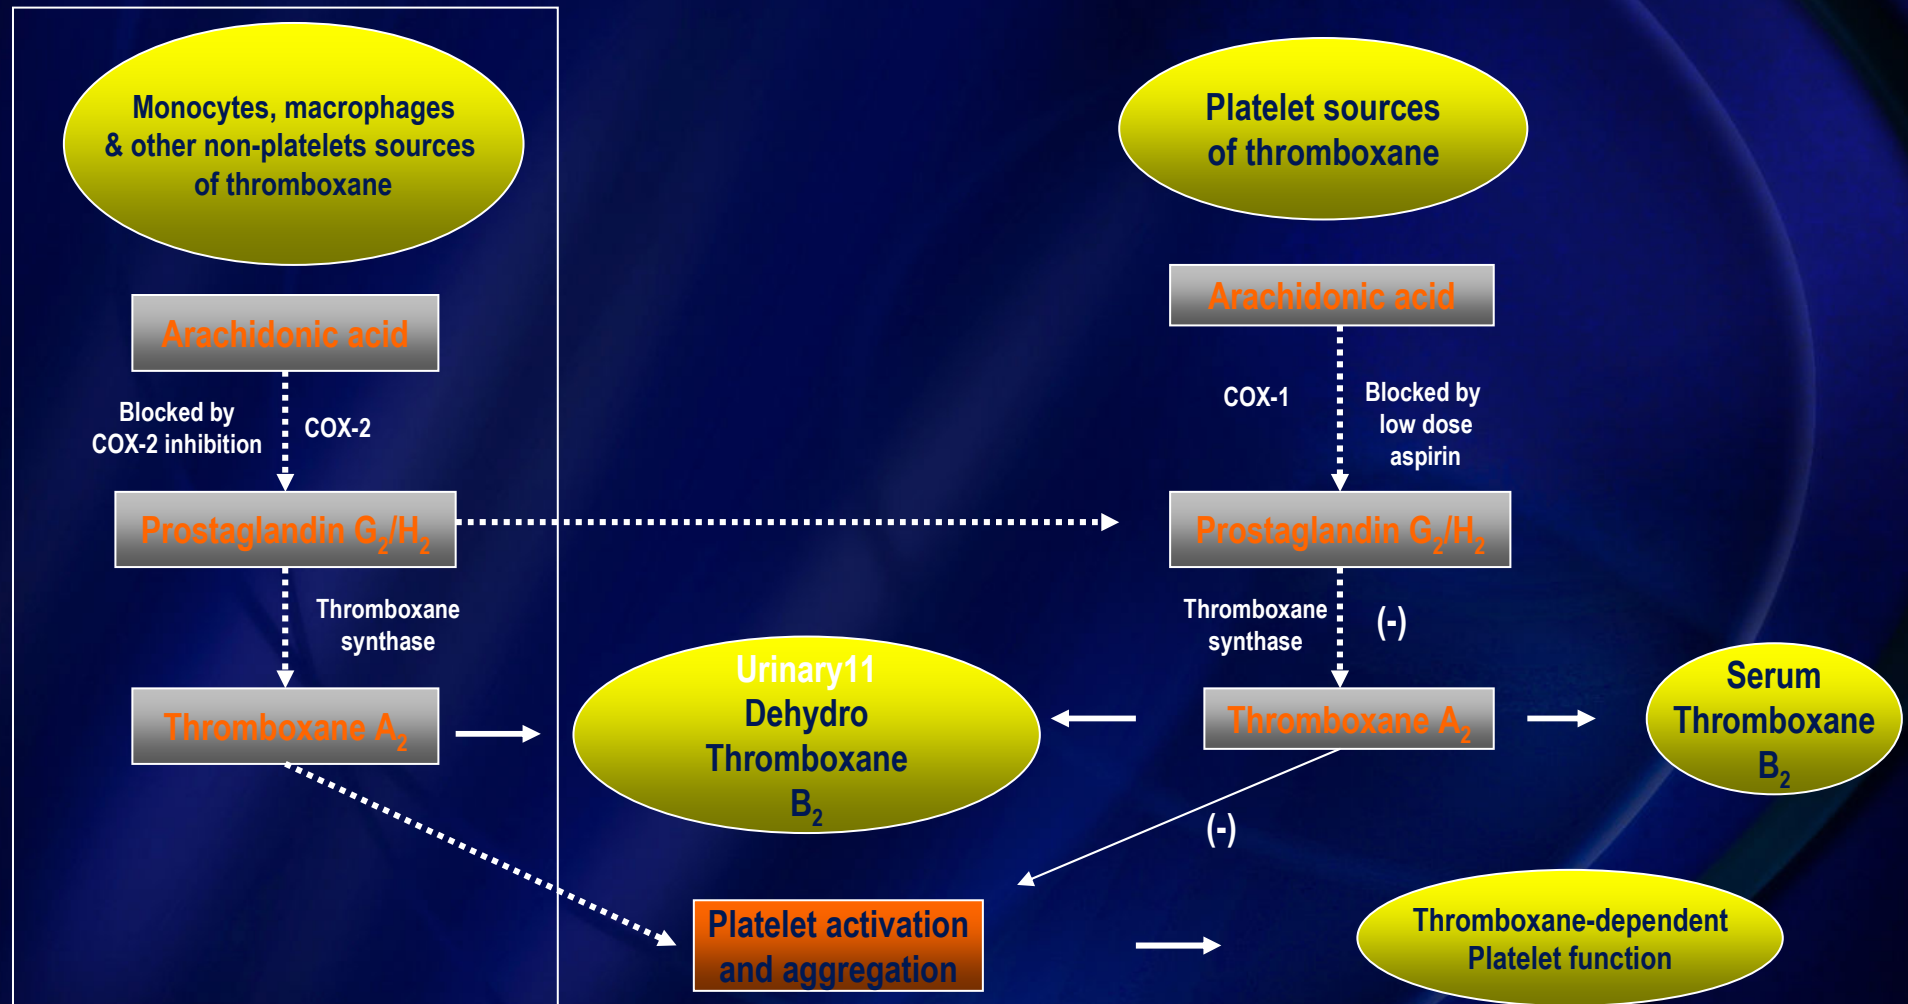 Monocytes, macrophages
& other non-platelets sources
of thromboxane
Arachidonic acid
Blocked by
COX-2 inhibition
COX-2
Prostaglandin G₂/H₂
Thromboxane
synthase
Thromboxane A₂
Platelet sources
of thromboxane
Arachidonic acid
COX-1
Blocked by
low dose
aspirin
Prostaglandin G₂/H₂
Thromboxane
synthase
(-)
Thromboxane A₂
Urinary11
Dehydro
Thromboxane
B₂
Serum
Thromboxane
B₂
(-)
Platelet activation
and aggregation
Thromboxane-dependent
Platelet function